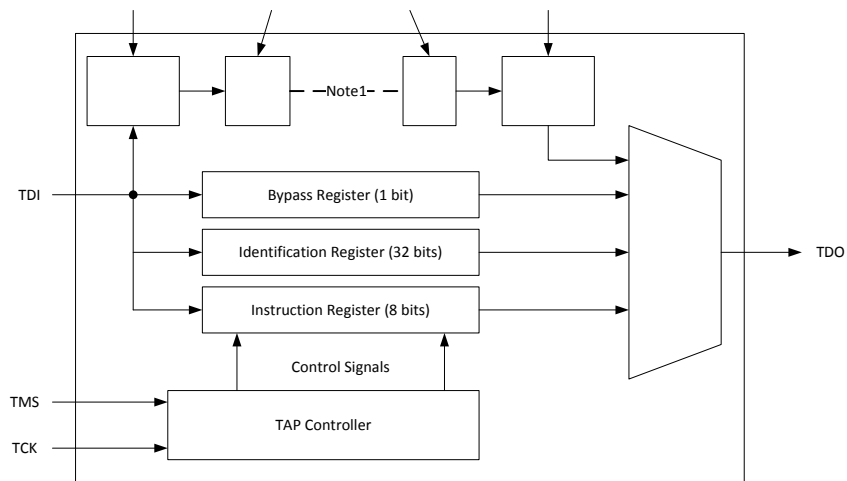 Note1
TDI
Bypass Register (1 bit)
Identification Register (32 bits)
TDO
Instruction Register (8 bits)
Control Signals
TMS
TAP Controller
TCK